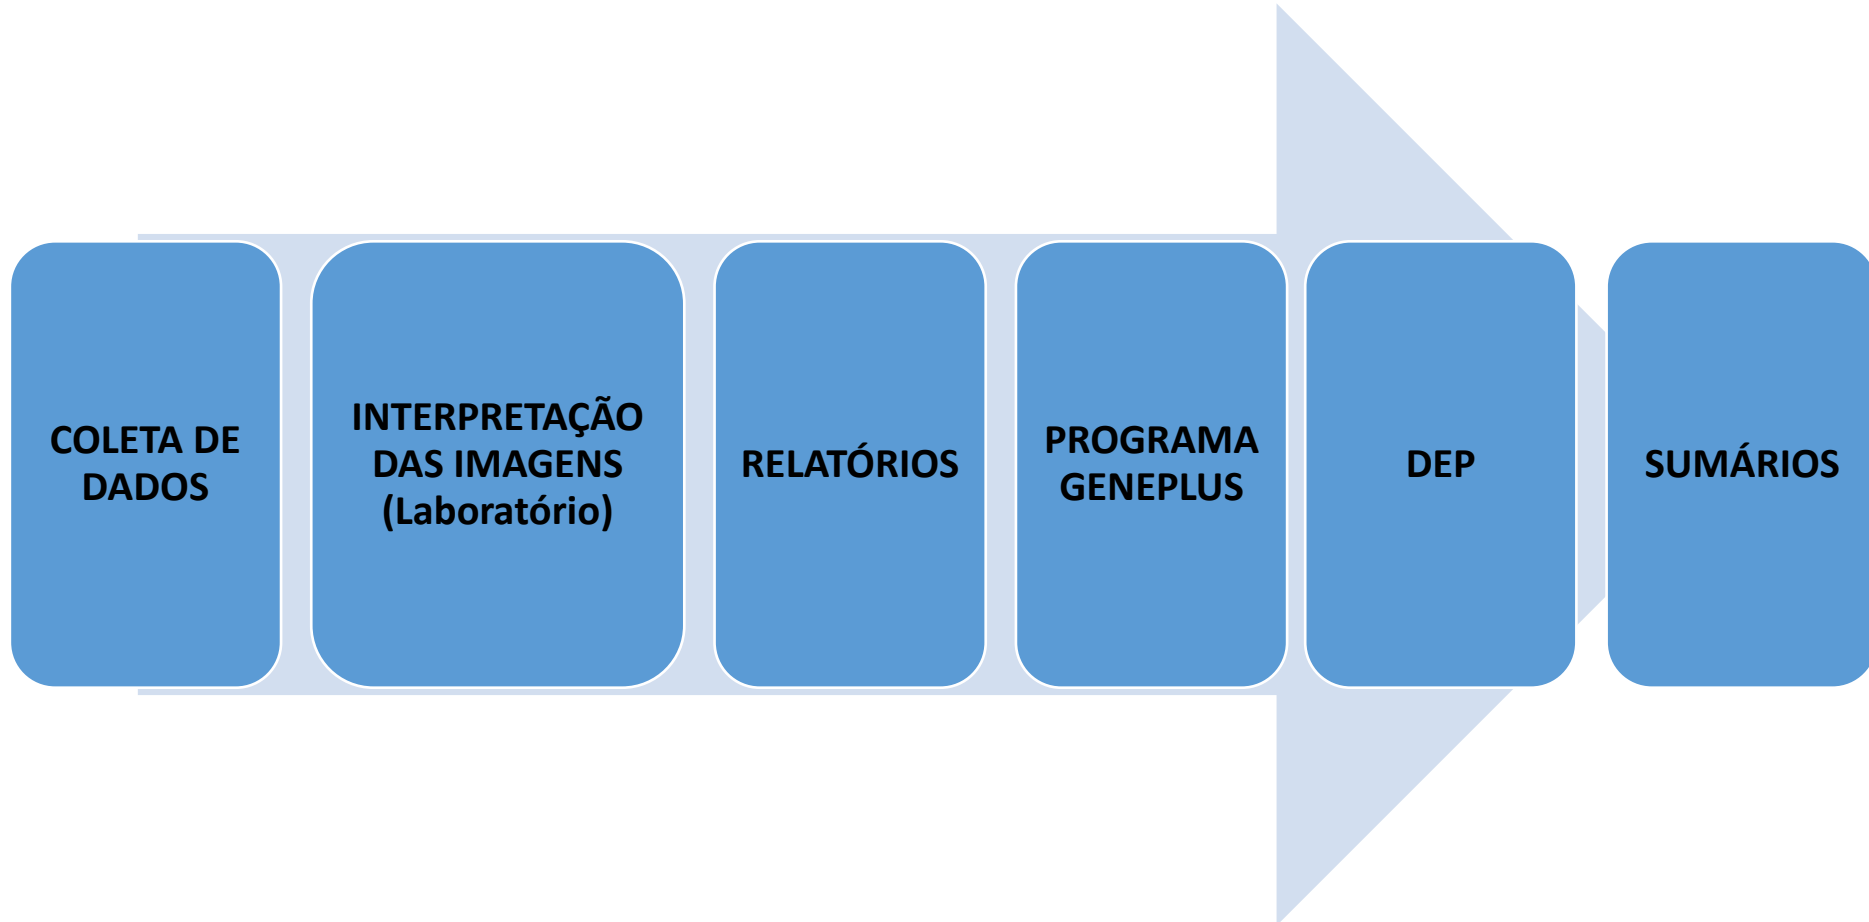 COLETA DE
DADOS
INTERPRETAÇÃO
DAS IMAGENS
(Laboratório)
RELATÓRIOS
PROGRAMA
GENEPLUS
DEP
SUMÁRIOS